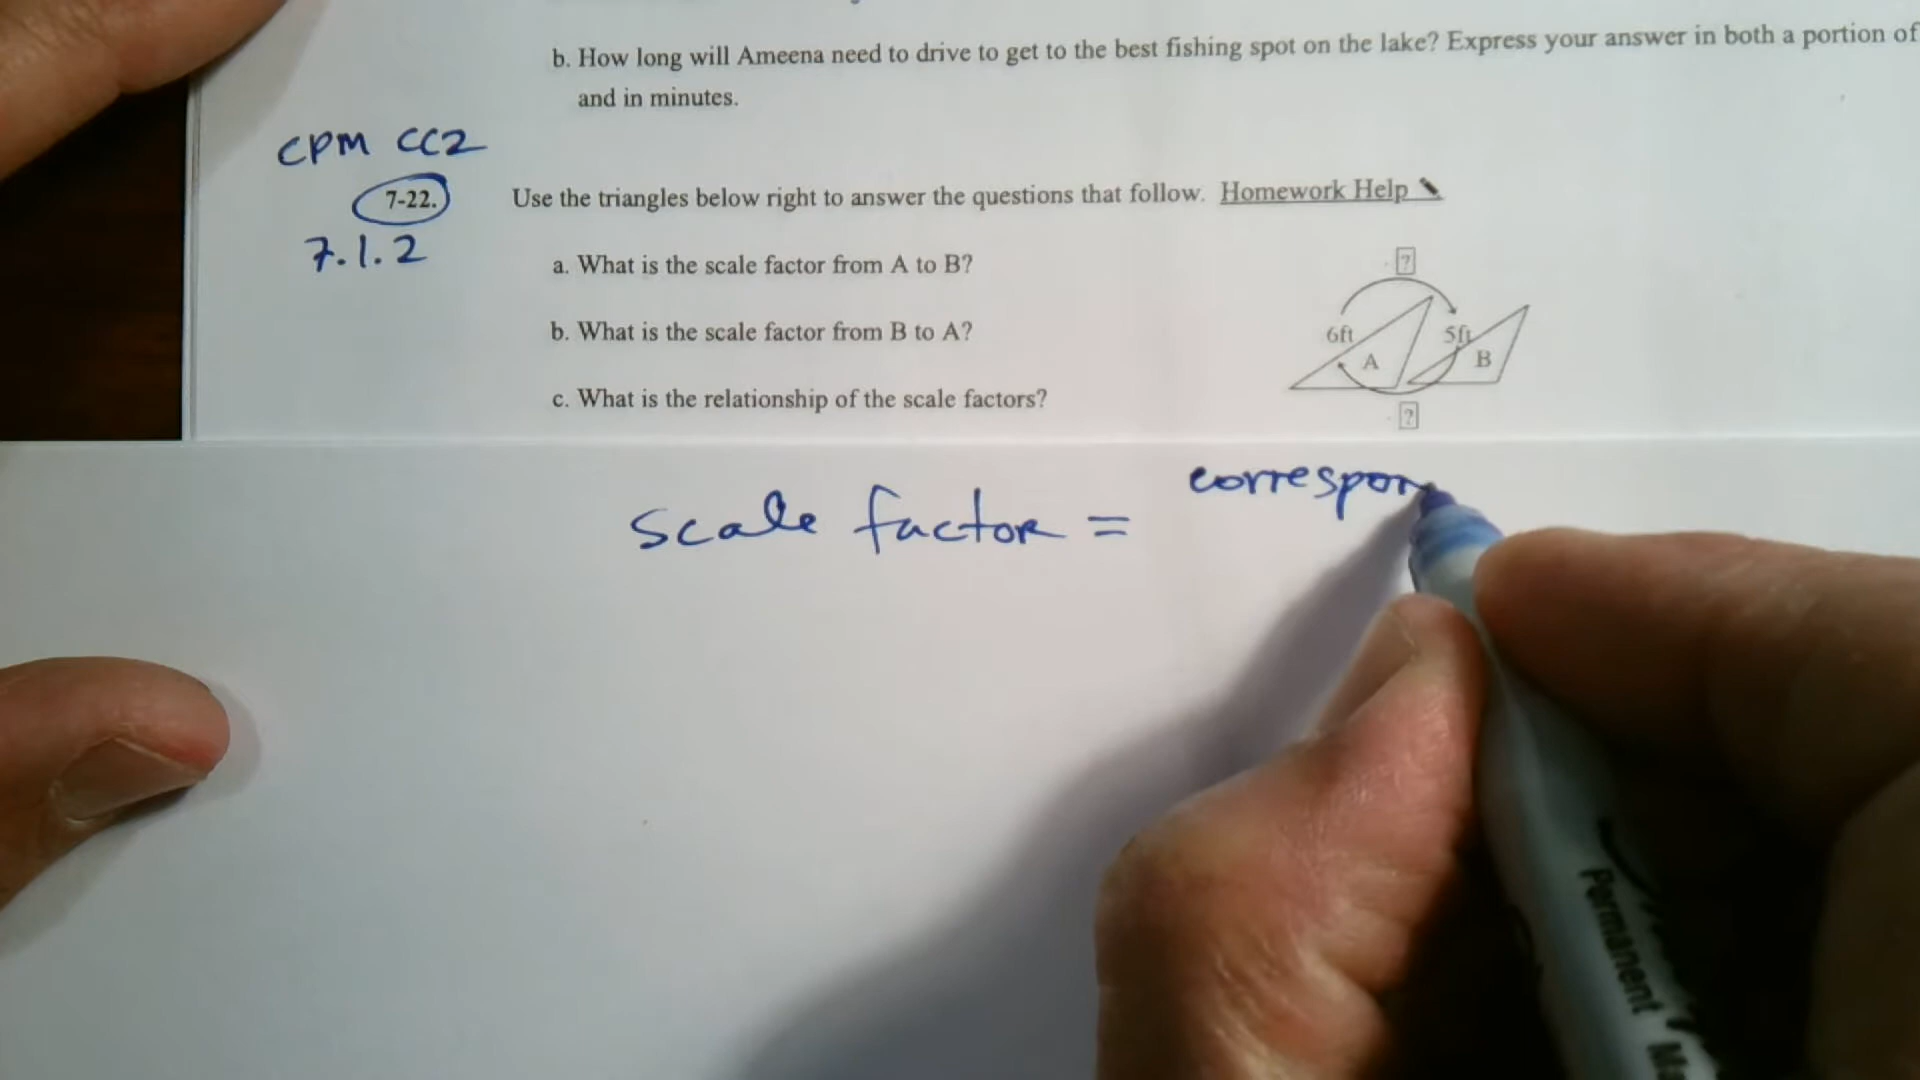 b. How long will Ameena need to drive to get to the best fishing spot on the lake? Express your answer in both a portion of
and in minutes.
CPM CC2
7-22. Use the triangles below right to answer the questions that follow. Homework Help
7.1.2
a. What is the scale factor from A to B?
b. What is the scale factor from B to A?
c. What is the relationship of the scale factors?
?
6ft 5ft
A B
?
scale factor = correspon
Permanent Ma